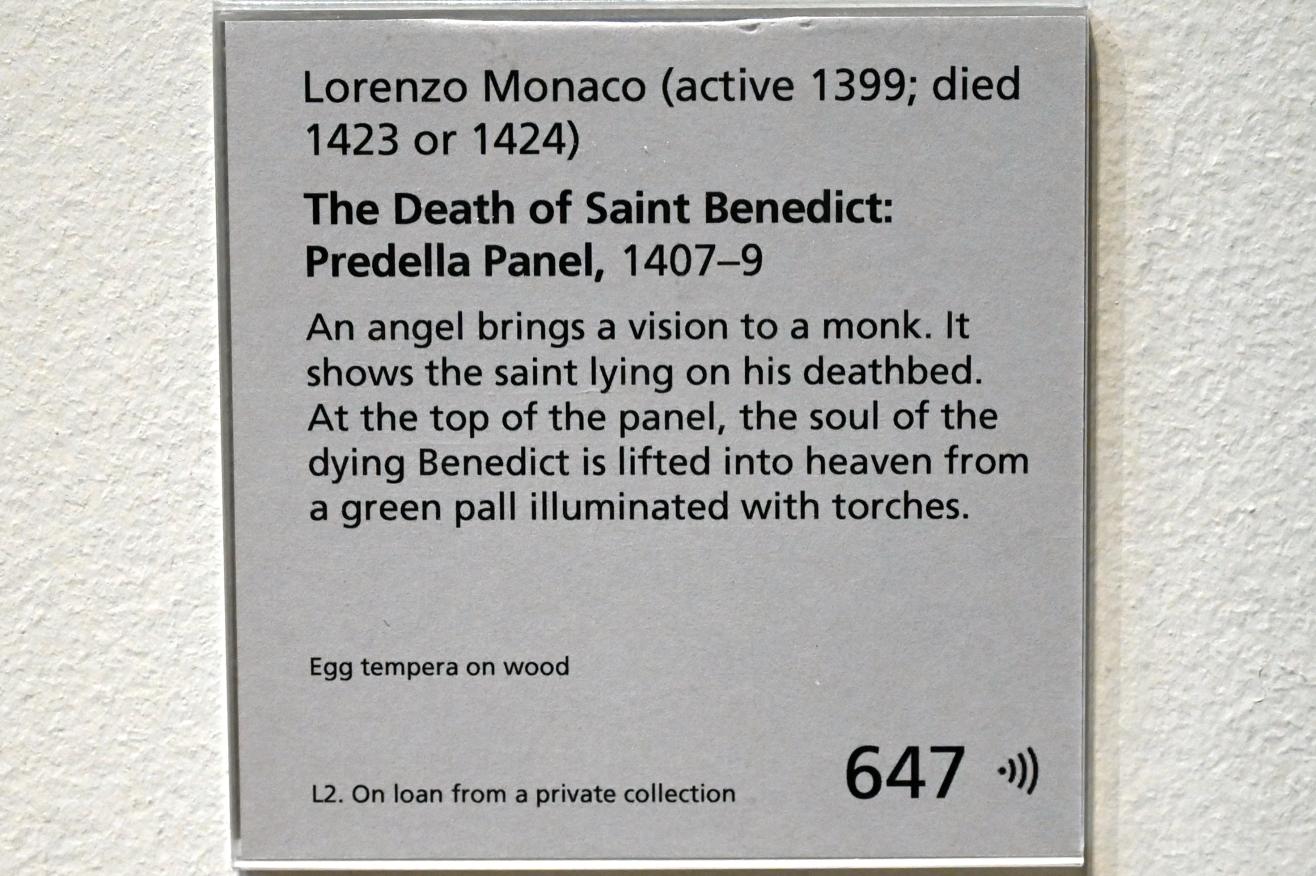 Lorenzo Monaco (active 1399; died
1423 or 1424)
The Death of Saint Benedict:
Predella Panel, 1407–9
An angel brings a vision to a monk. It
shows the saint lying on his deathbed.
At the top of the panel, the soul of the
dying Benedict is lifted into heaven from
a green pall illuminated with torches.
Egg tempera on wood
L2. On loan from a private collection
647